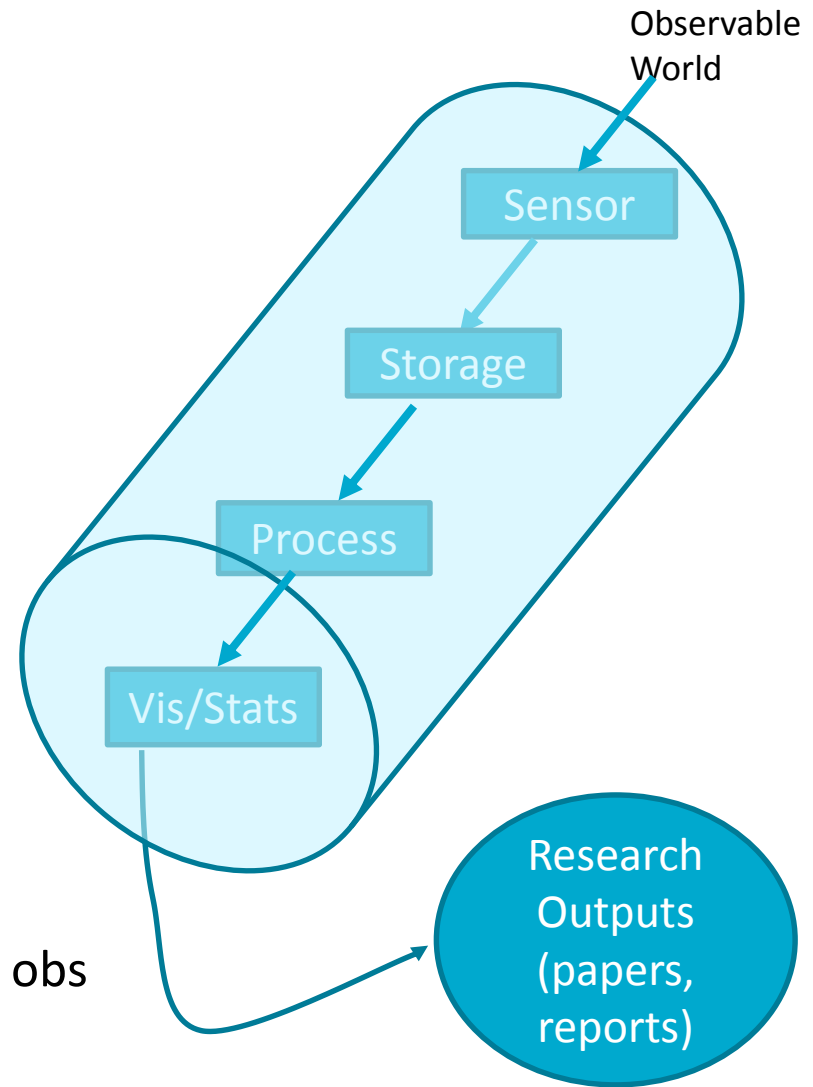 Observable
World
Sensor
Storage
Process
Vis/Stats
Research
Outputs
(papers,
reports)
obs